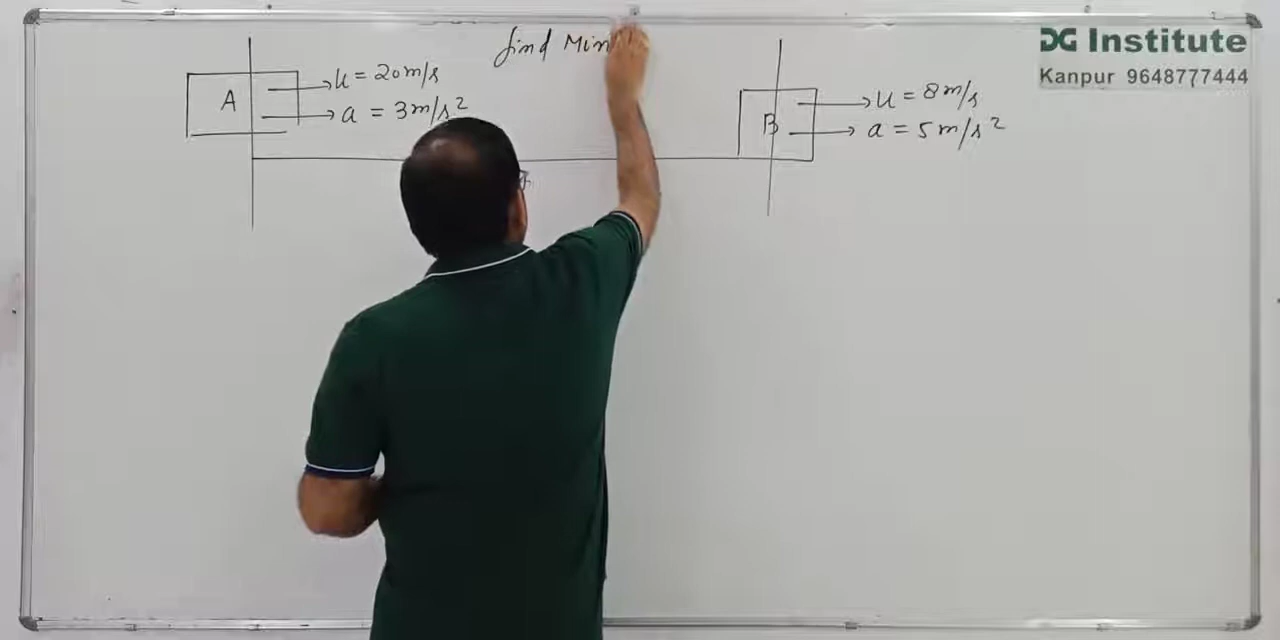 find Min
A
u = 20m/s
a = 3m/s²
B
u = 8m/s
a = 5m/s²
DG Institute
Kanpur 9648777444